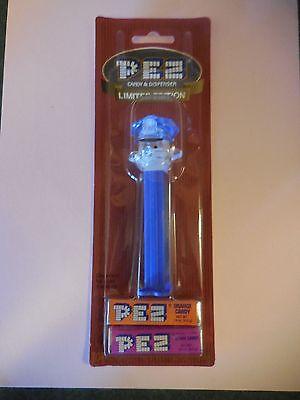 PEZ
CANDY & DISPENSER
LIMITED EDITION
PEZ
ORANGE
CANDY
PEZ